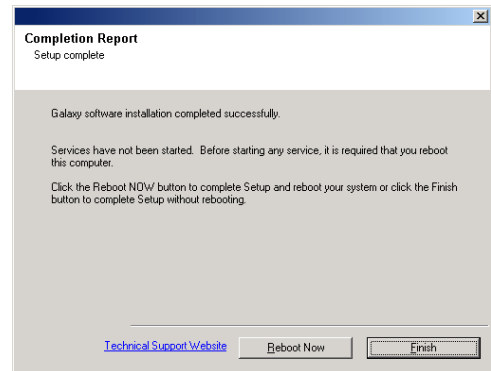 Completion Report
Setup complete
Galaxy software installation completed successfully.
Services have not been started.  Before starting any service, it is required that you reboot
this computer.
Click the Reboot NOW button to complete Setup and reboot your system or click the Finish
button to complete Setup without rebooting.
Technical Support Website
Reboot Now
Finish